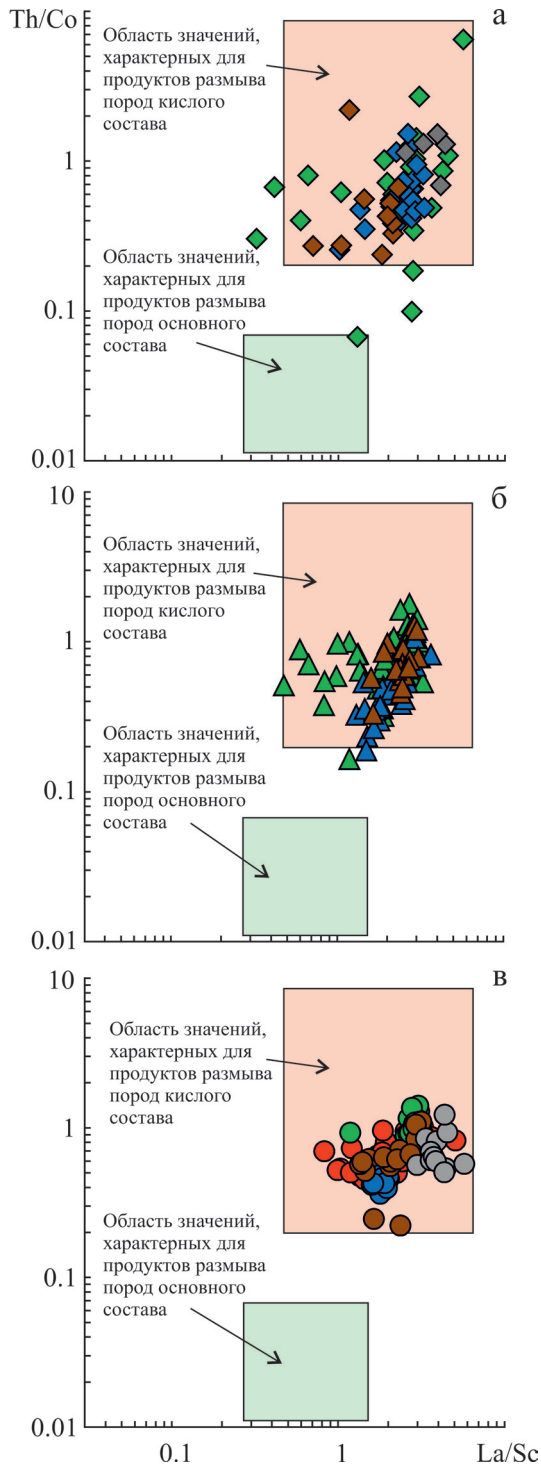 Th/Co
а
Область значений,
характерных для
продуктов размыва
пород кислого
состава
1
Область значений,
характерных для
продуктов размыва
пород основного
состава
0.1
0.01
10
б
Область значений,
характерных для
продуктов размыва
пород кислого
состава
1
Область значений,
характерных для
продуктов размыва
пород основного
состава
0.1
0.01
10
в
Область значений,
характерных для
продуктов размыва
пород кислого
состава
1
Область значений,
характерных для
продуктов размыва
пород основного
состава
0.1
0.01
0.1 1 La/Sc